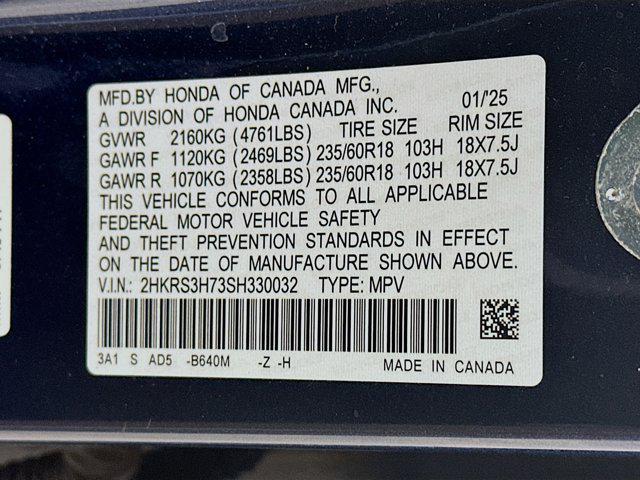 MFD.BY HONDA OF CANADA MFG.,
A DIVISION OF HONDA CANADA INC. 01/'25
GVWR 2160KG (4761LBS) TIRE SIZE RIM SIZE
GAWR F 1120KG (2469LBS) 235/60R18 103H 18X7.5J
GAWR R 1070KG (2358LBS) 235/60R18 103H 18X7.5J
THIS VEHICLE CONFORMS TO ALL APPLICABLE
FEDERAL MOTOR VEHICLE SAFETY
AND THEFT PREVENTION STANDARDS IN EFFECT
ON THE DATE OF MANUFACTURE SHOWN ABOVE.
V.I.N.: 2HKRS3H73SH330032 TYPE: MPV
3A1 S AD5 -B640M -Z -H MADE IN CANADA